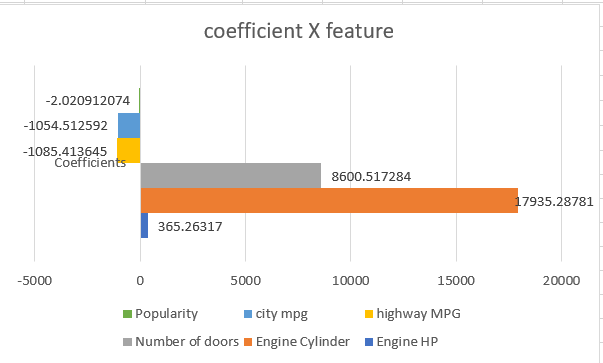 coefficient X feature
-2.020912074
-1054.512592
-1085.413645
Coefficients
8600.517284
17935.28781
365.26317
-5000 0 5000 10000 15000 20000
Popularity city mpg highway MPG
Number of doors Engine Cylinder Engine HP